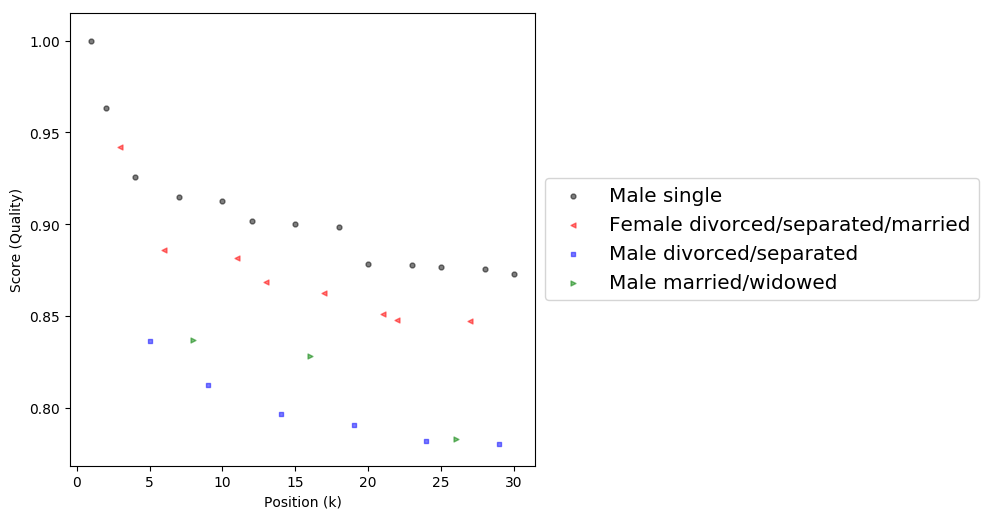 1.00
0.95
0.90
0.85
0.80
Score (Quality)
0 5 10 15 20 25 30
Position (k)
Male single
Female divorced/separated/married
Male divorced/separated
Male married/widowed